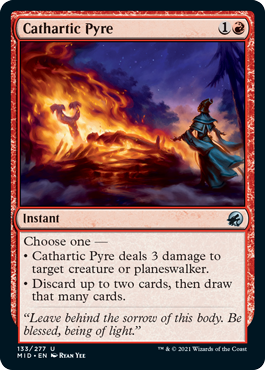 Cathartic Pyre 1
Instant
Choose one —
• Cathartic Pyre deals 3 damage to
target creature or planeswalker.
• Discard up to two cards, then draw
that many cards.
"Leave behind the sorrow of this body. Be
blessed, being of light."
133/277 U
MID • EN Ryan Yee
™ & © 2021 Wizards of the Coast